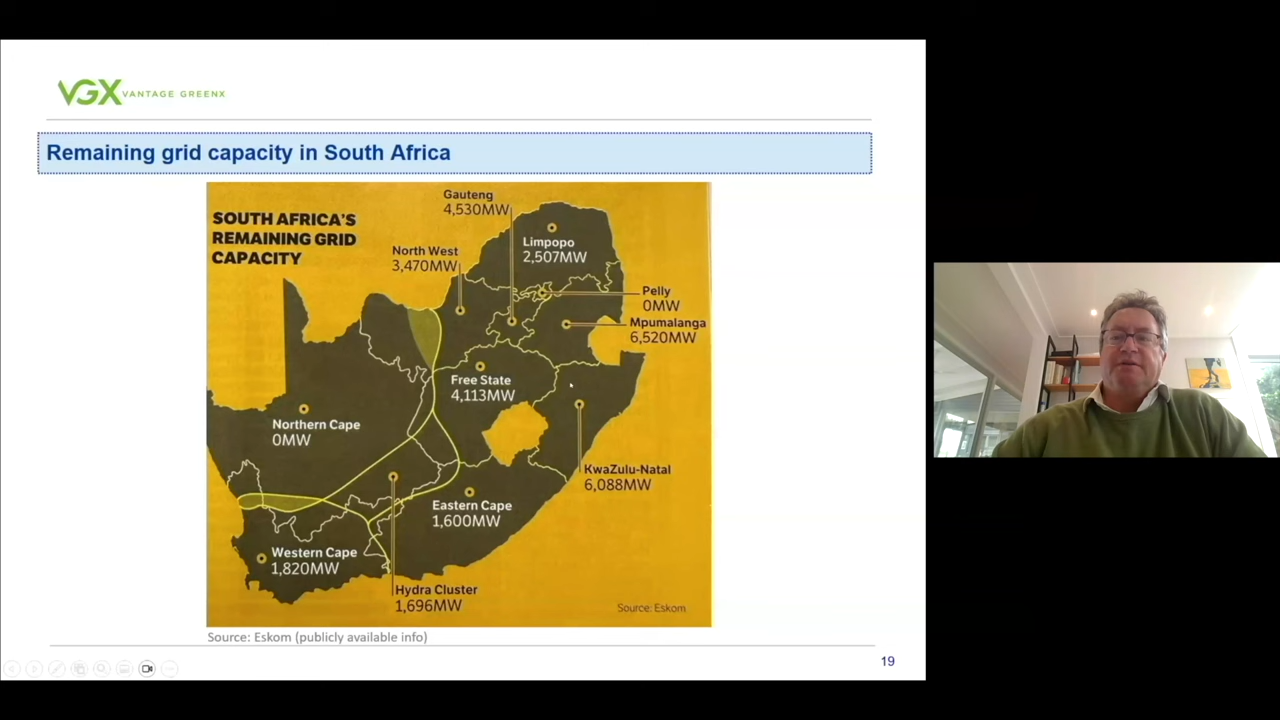 VGX VANTAGE GREENX
Remaining grid capacity in South Africa
SOUTH AFRICA'S
REMAINING GRID
CAPACITY
Gauteng
4,530MW
Limpopo
2,507MW
North West
3,470MW
Pelly
0MW
Mpumalanga
6,520MW
Free State
4,113MW
Northern Cape
0MW
KwaZulu-Natal
6,088MW
Eastern Cape
1,600MW
Western Cape
1,820MW
Hydra Cluster
1,696MW
Source: Eskom
Source: Eskom (publicly available info)
19